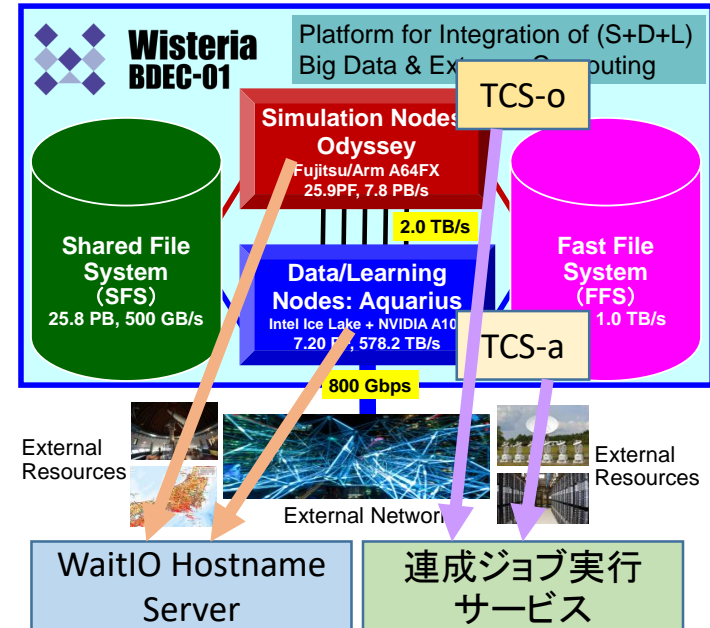 Wisteria
BDEC-01
Platform for Integration of (S+D+L)
Big Data & Ex
uting
TCS-o
Simulation Nodes
Odyssey
Fujitsu/Arm A64FX
25.9PF, 7.8 PB/s
2.0 TB/s
Shared File
System
(SFS)
25.8 PB, 500 GB/s
Data/Learning
Nodes: Aquarius
Intel Ice Lake + NVIDIA A10
7.20 PF, 578.2 TB/s
Fast File
System
(FFS)
1.0 TB/s
TCS-a
800 Gbps
External
Resources
External Network
External
Resources
WaitIO Hostname
Server
連成ジョブ実行
サービス